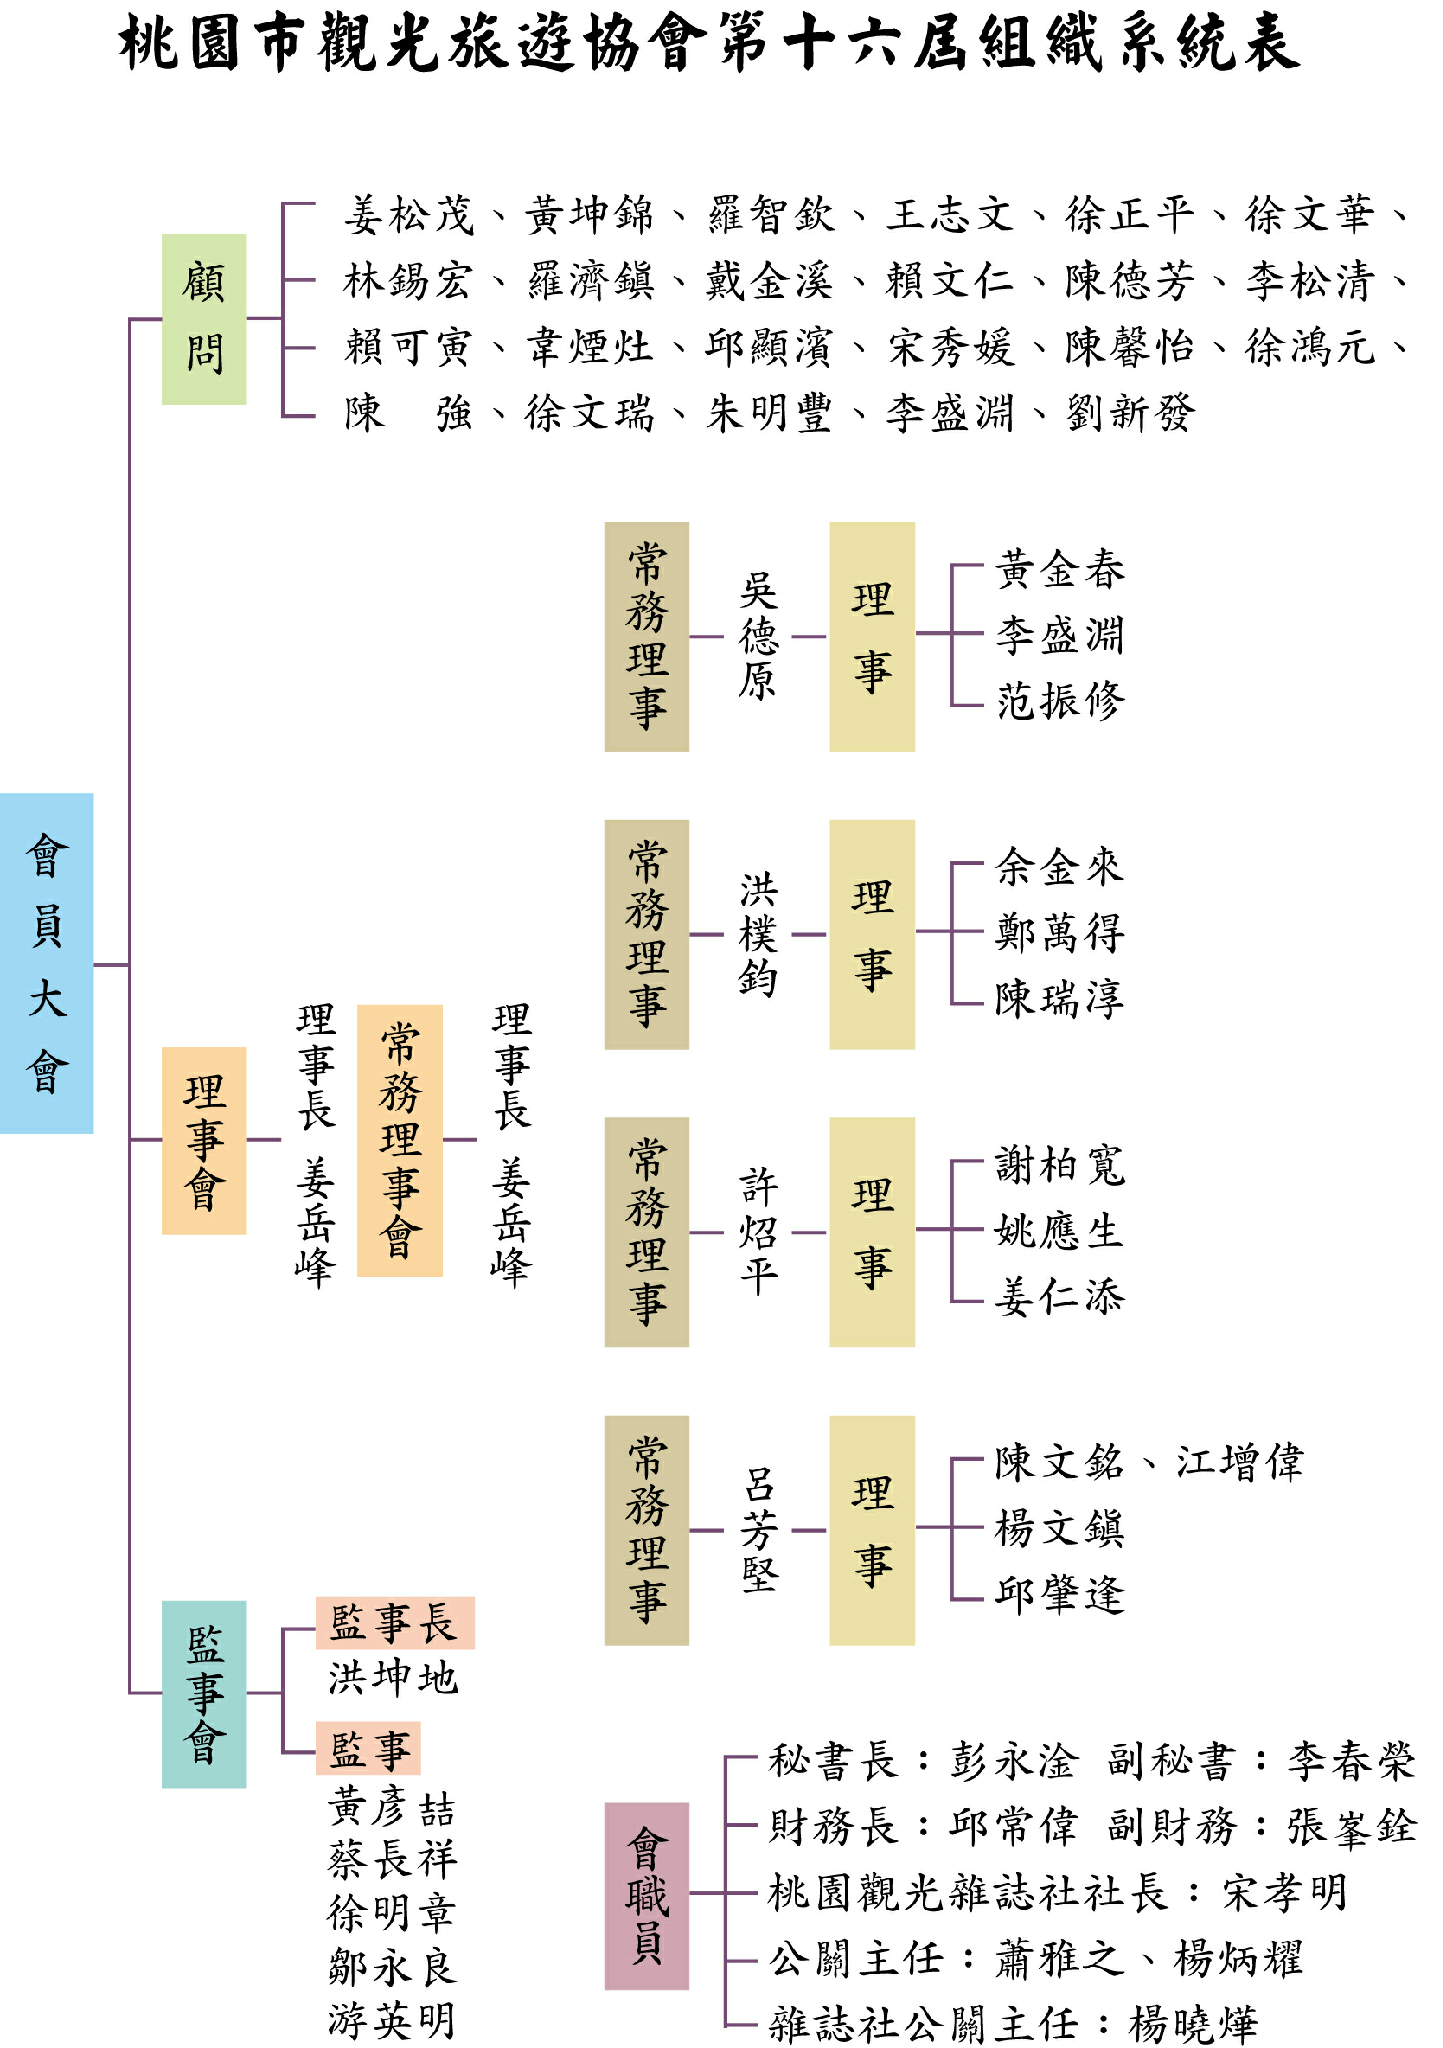 桃園市觀光旅遊協會第十六屆組織系統表
會員大會
顧問
姜松茂、黃坤錦、羅智欽、王志文、徐正平、徐文華、
林錫宏、羅濟鎮、戴金溪、賴文仁、陳德芳、李松清、
賴可寅、韋煙灶、邱顯濱、宋秀媛、陳馨怡、徐鴻元、
陳　強、徐文瑞、朱明豐、李盛淵、劉新發
理事會
理事長 姜岳峰
常務理事會
理事長 姜岳峰
常務理事
吳德原
理事
黃金春
李盛淵
范振修
常務理事
洪樸鈞
理事
余金來
鄭萬得
陳瑞淳
常務理事
許炤平
理事
謝柏寬
姚應生
姜仁添
常務理事
呂芳堅
理事
陳文銘、江增偉
楊文鎮
邱肇逢
監事會
監事長
洪坤地
監事
黃彥喆
蔡長祥
徐明章
鄒永良
游英明
會職員
秘書長：彭永淦 副秘書：李春榮
財務長：邱常偉 副財務：張峯銓
桃園觀光雜誌社社長：宋孝明
公關主任：蕭雅之、楊炳耀
雜誌社公關主任：楊曉燁